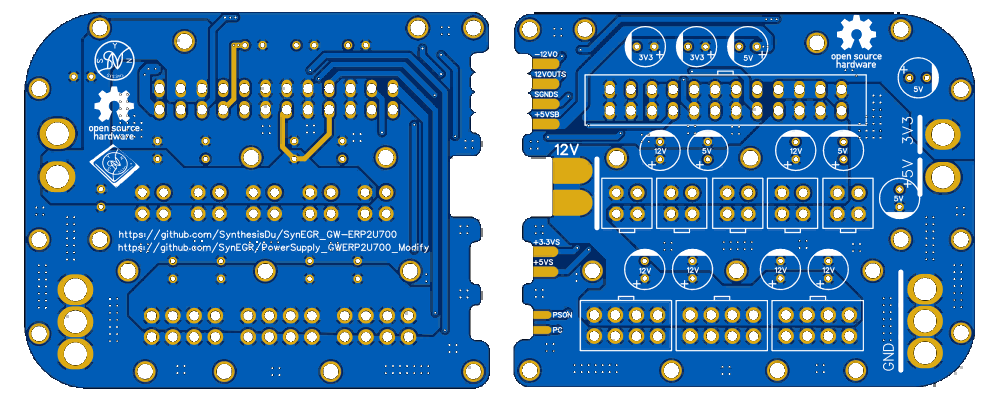 Y
S
N
open source
hardware
https://github.com/SynthesisDu/SynEGR_GW-ERP2U700
https://github.com/SynEGR/PowerSupply_GWERP2U700_Modify
-12VO
12VOUTS
SGNDS
+5VSB
12V
+3.3VS
+5VS
PSON
PC
3V3
3V3
5V
open source
hardware
5V
3V3
12V
5V
12V
5V
+5V
5V
12V
12V
12V
12V
GND